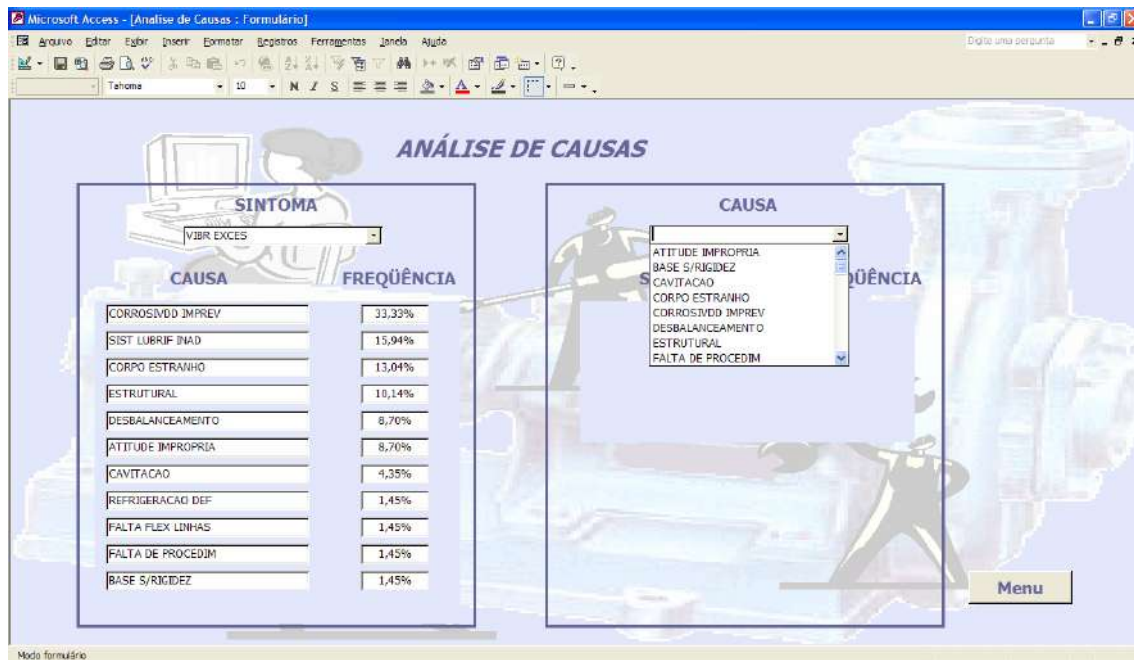 Microsoft Access - [Analise de Causas : Formulário]
Arquivo Editar Exibir Inserir Formatar Registros Ferramentas Janela Ajuda
Digite uma pergunta
Tahoma 10 N I S
ANÁLISE DE CAUSAS
SINTOMA
VIBR EXCES
CAUSA FREQÜÊNCIA
CORROSIVDD IMPREV 33,33%
SIST LUBRIF INAD 15,94%
CORPO ESTRANHO 13,04%
ESTRUTURAL 10,14%
DESBALANCEAMENTO 8,70%
ATITUDE IMPROPRIA 8,70%
CAVITACAO 4,35%
REFRIGERACAO DEF 1,45%
FALTA FLEX LINHAS 1,45%
FALTA DE PROCEDIM 1,45%
BASE S/RIGIDEZ 1,45%
CAUSA
S QÜÊNCIA
ATITUDE IMPROPRIA
BASE S/RIGIDEZ
CAVITACAO
CORPO ESTRANHO
CORROSIVDD IMPREV
DESBALANCEAMENTO
ESTRUTURAL
FALTA DE PROCEDIM
Menu
Modo formulário